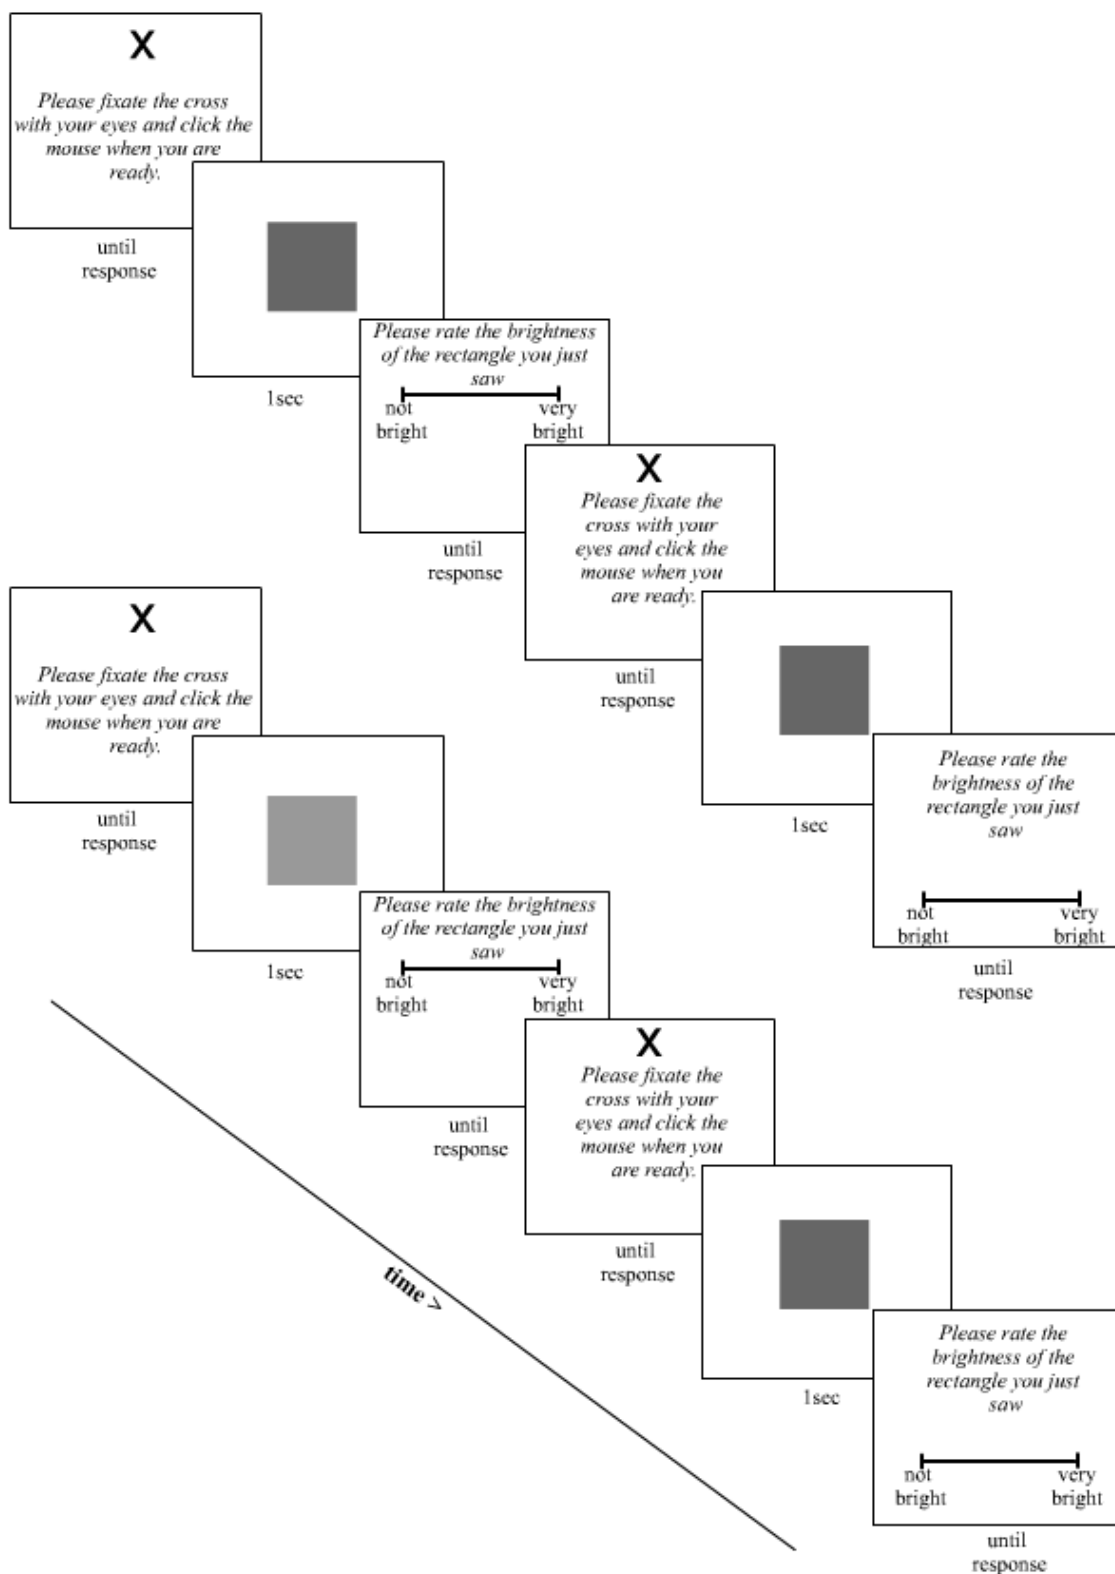 X
Please fixate the cross
with your eyes and click the
mouse when you are
ready.
until
response
1sec
Please rate the brightness
of the rectangle you just
saw
not
bright
very
bright
until
response
X
Please fixate the
cross with your
eyes and click the
mouse when you
are ready.
until
response
1sec
Please rate the
brightness of the
rectangle you just
saw
not
bright
very
bright
until
response
X
Please fixate the cross
with your eyes and click the
mouse when you are
ready.
until
response
1sec
Please rate the brightness
of the rectangle you just
saw
not
bright
very
bright
until
response
X
Please fixate the
cross with your
eyes and click the
mouse when you
are ready.
until
response
1sec
Please rate the
brightness of the
rectangle you just
saw
not
bright
very
bright
until
response
time >